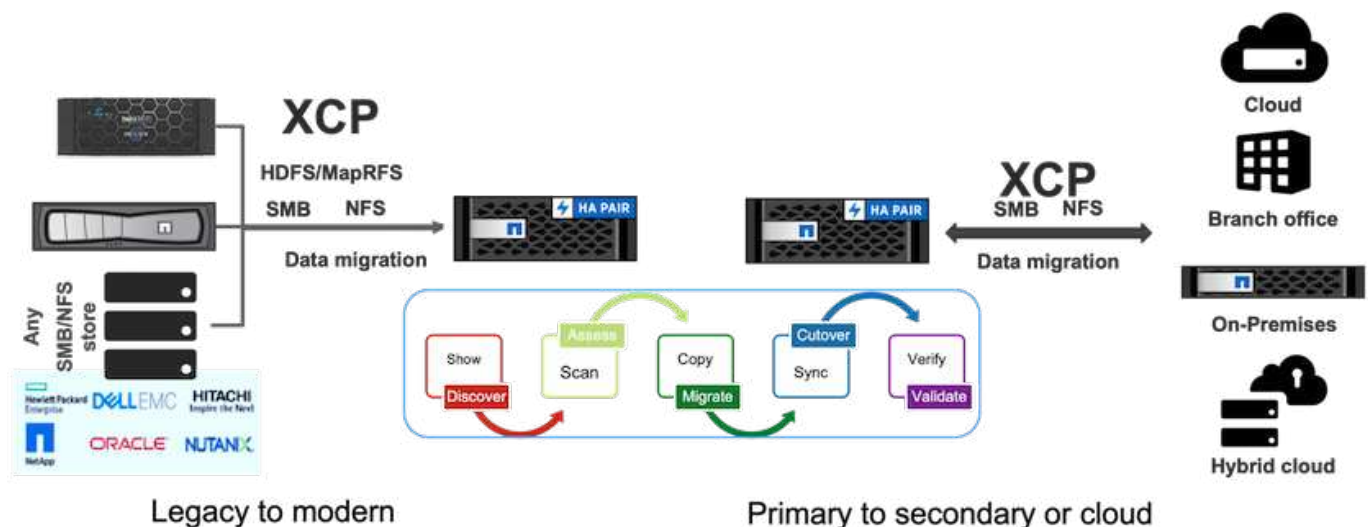 XCP
HDFS/MapRFS
SMB NFS
Data migration
HA PAIR
Any
SMB/NFS
store
Hewlett Packard
Enterprise
DELLEMC
HITACHI
Inspire the Next
NetApp
ORACLE
NUTANIX
Legacy to modern
Show
Discover
Assess
Scan
Copy
Migrate
Cutover
Sync
Verify
Validate
HA PAIR
XCP
SMB NFS
Data migration
Cloud
Branch office
On-Premises
Hybrid cloud
Primary to secondary or cloud